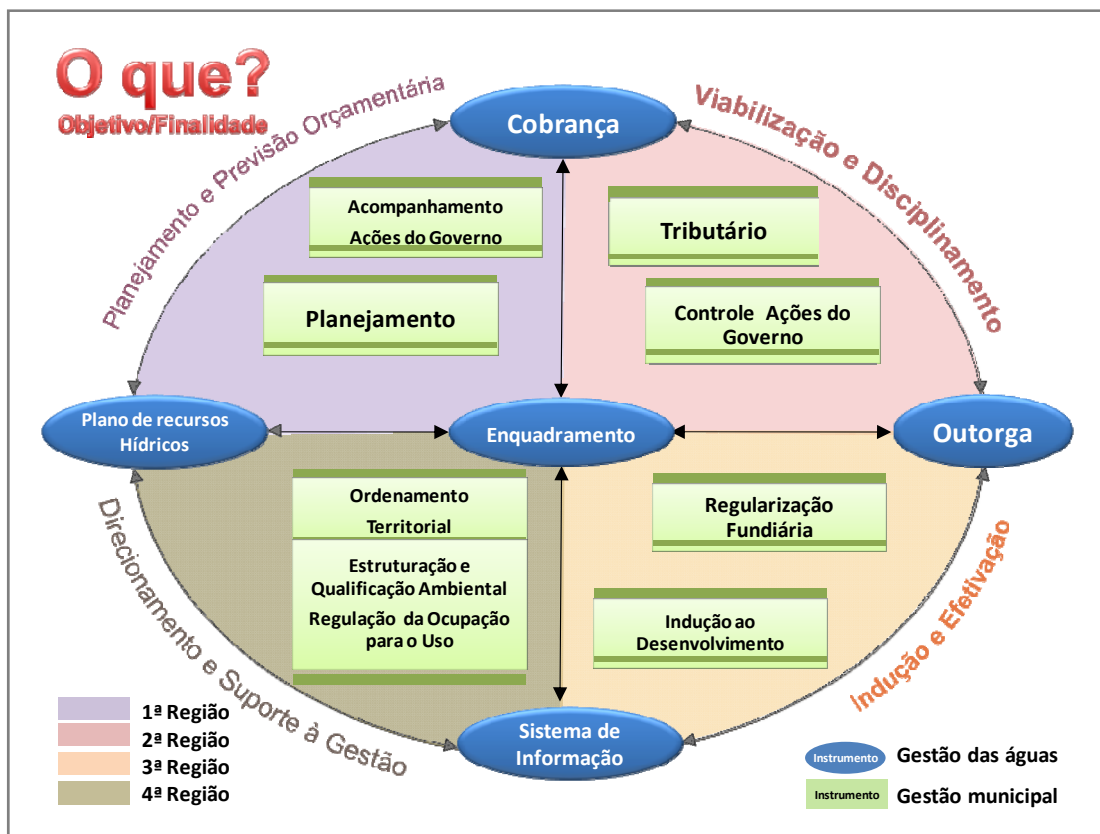 O que?
Objetivo/Finalidade
Planejamento e Previsão Orçamentária
Viabilização e Disciplinamento
Cobrança
Acompanhamento
Ações do Governo
Planejamento
Tributário
Controle Ações do
Governo
Plano de recursos
Hídricos
Enquadramento
Outorga
Ordenamento
Territorial
Estruturação e
Qualificação Ambiental
Regulação da Ocupação
para o Uso
Regularização
Fundiária
Indução ao
Desenvolvimento
Direcionamento e Suporte à Gestão
Indução e Efetivação
Sistema de
Informação
1ª Região
2ª Região
3ª Região
4ª Região
Instrumento Gestão das águas
Instrumento Gestão municipal